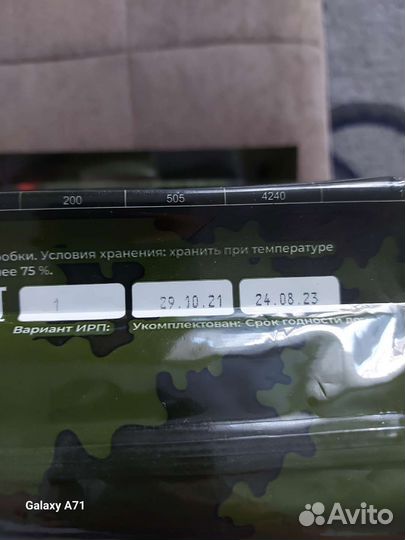 200 505 4240
обки. Условия хранения: хранить при температуре
ее 75 %.
1 29.10.21 24.08.23
Вариант ИРП: Укомплектован: Срок годности
Galaxy A71
Avito